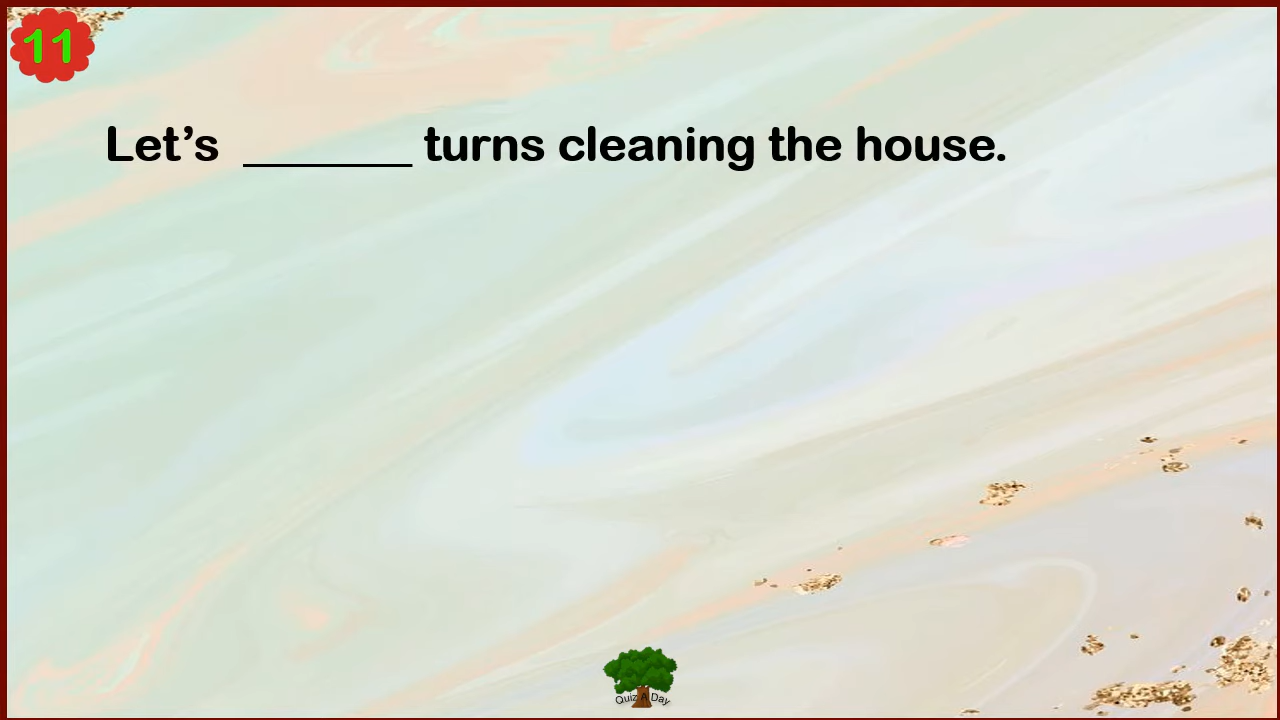 11
Let’s _______ turns cleaning the house.
Quiz A Day